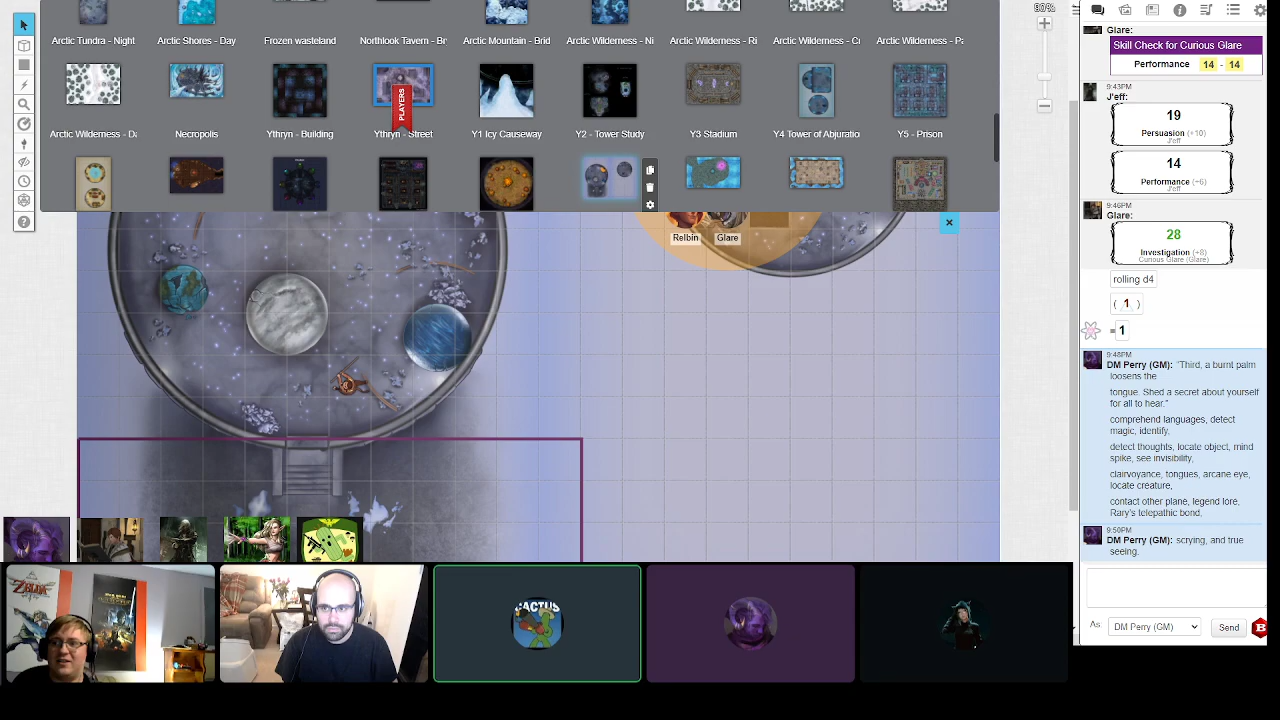 80%
Arctic Tundra - Night
Arctic Shores - Day
Frozen wasteland
Northern Tavern - Br
Arctic Mountain - Brid
Arctic Wilderness - Ni
Arctic Wilderness - Ri
Arctic Wilderness - C
Arctic Wilderness - Pa
PLAYERS
Arctic Wilderness - Da
Necropolis
Ythryn - Building
Ythryn - Street
Y1 Icy Causeway
Y2 - Tower Study
Y3 Stadium
Y4 Tower of Abjuratio
Y5 - Prison
Relbin
Glare
Glare:
Skill Check for Curious Glare
Performance 14 - 14
9:43PM
J'eff:
19
Persuasion (+10)
J'eff
14
Performance (+6)
J'eff
9:46PM
Glare:
28
Investigation (+8)
Curious Glare (Glare)
rolling d4
( 1 )
= 1
9:48PM
DM Perry (GM): "Third, a burnt palm
loosens the
tongue. Shed a secret about yourself
for all to hear."
comprehend languages, detect
magic, identify,
detect thoughts, locate object, mind
spike, see invisibility,
clairvoyance, tongues, arcane eye,
locate creature,
contact other plane, legend lore,
Rary's telepathic bond,
9:50PM
DM Perry (GM): scrying, and true
seeing.
As: DM Perry (GM) Send
ZELDA
CACTUS